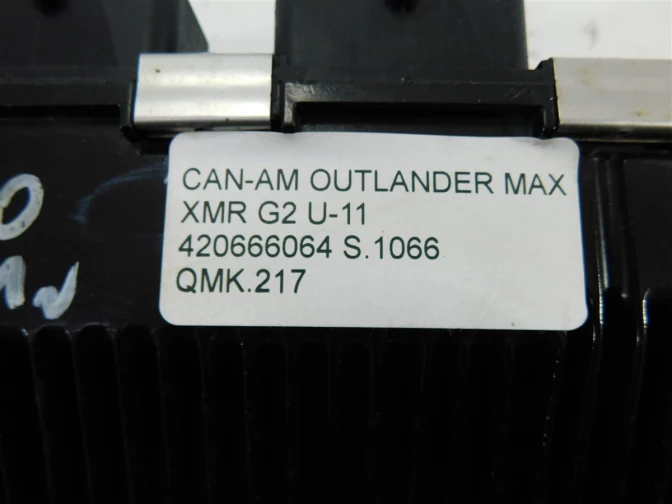 CAN-AM OUTLANDER MAX
XMR G2 U-11
420666064 S.1066
QMK.217